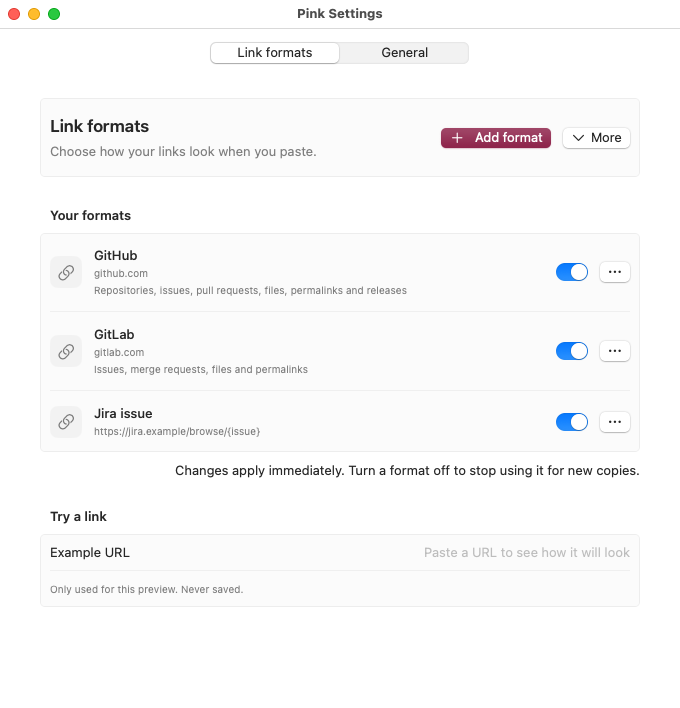 Pink Settings
Link formats
General
Link formats
Choose how your links look when you paste.
Add format
More
Your formats
GitHub
github.com
Repositories, issues, pull requests, files, permalinks and releases
GitLab
gitlab.com
Issues, merge requests, files and permalinks
Jira issue
https://jira.example/browse/{issue}
Changes apply immediately. Turn a format off to stop using it for new copies.
Try a link
Example URL
Paste a URL to see how it will look
Only used for this preview. Never saved.